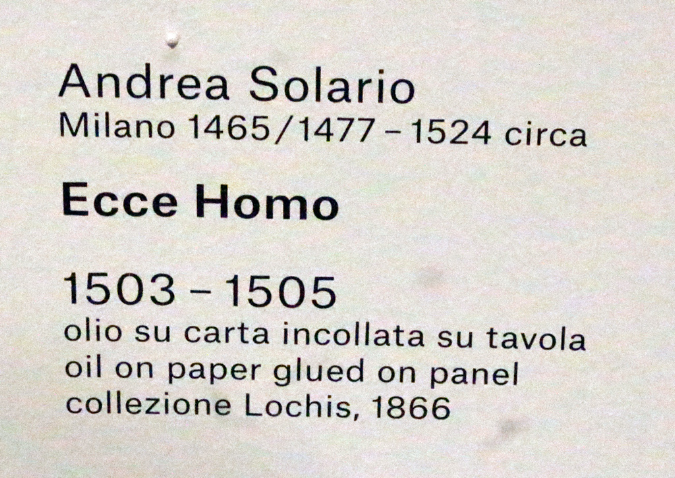 Andrea Solario
Milano 1465/1477 – 1524 circa
Ecce Homo
1503 – 1505
olio su carta incollata su tavola
oil on paper glued on panel
collezione Lochis, 1866